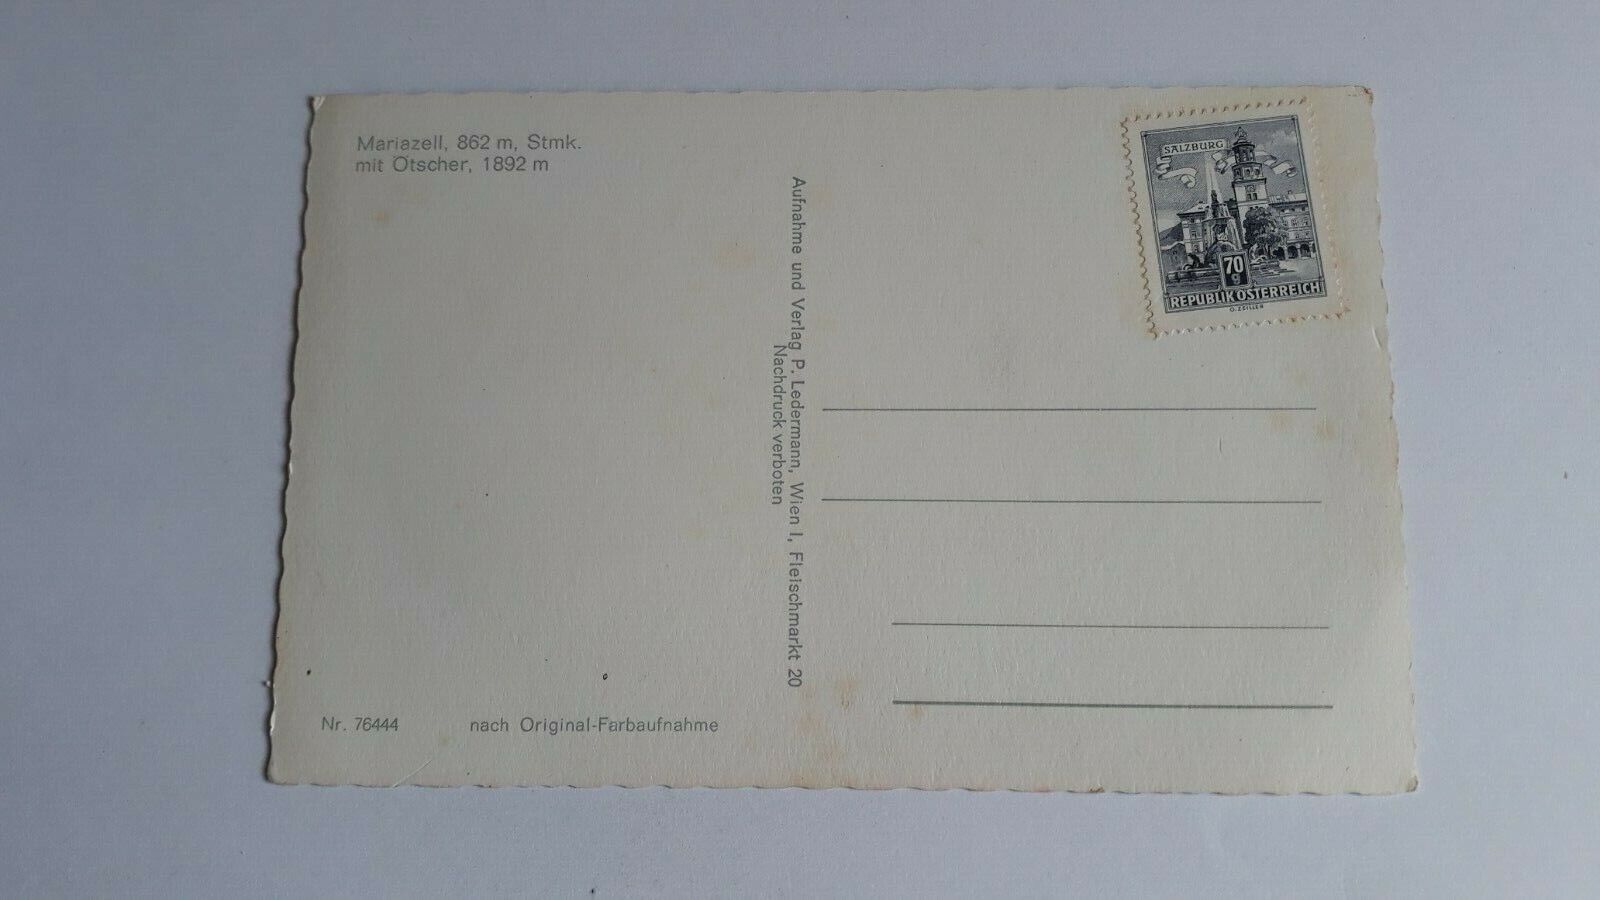 Mariazell, 862 m, Stmk.
mit Ötscher, 1892 m
Aufnahme und Verlag P. Ledermann, Wien I, Fleischmarkt 20
Nachdruck verboten
Nr. 76444
nach Original-Farbaufnahme
SALZBURG
70
g
REPUBLIK ÖSTERREICH
O. ZEILLER